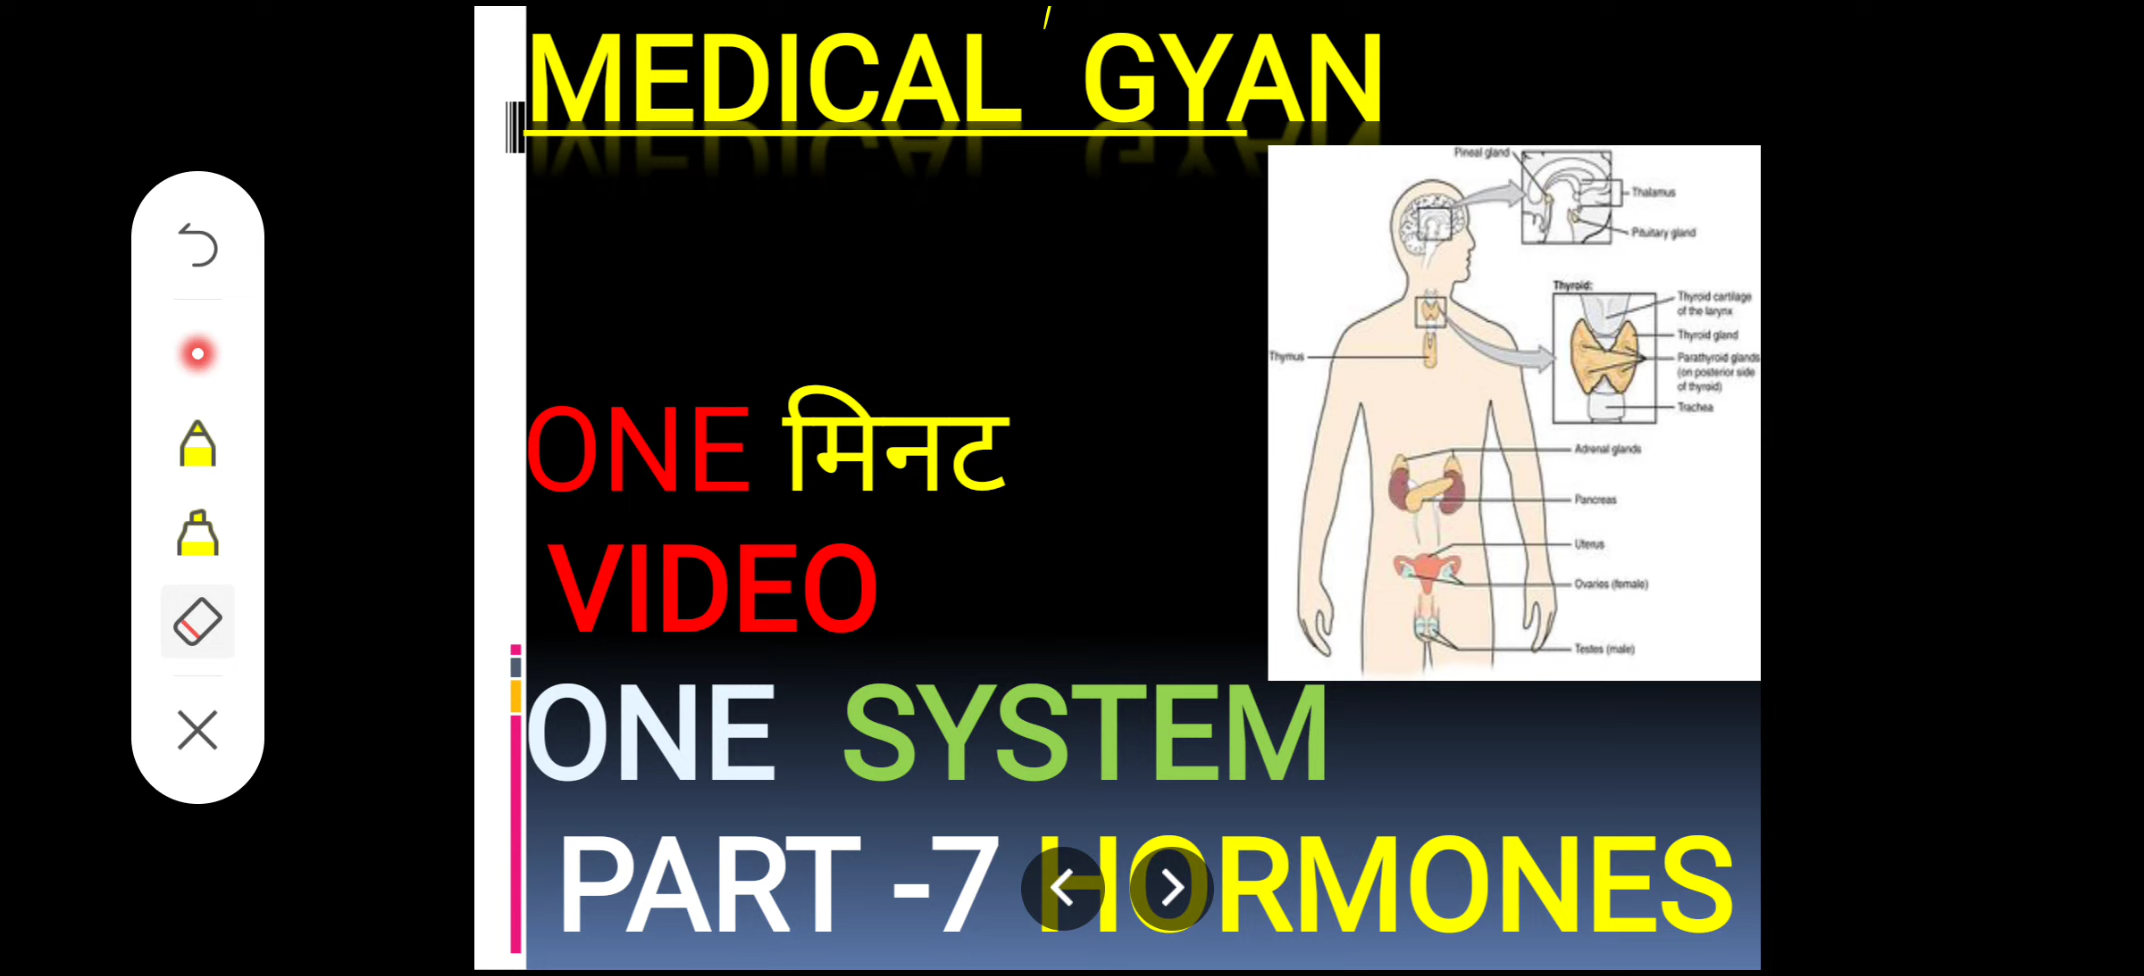 MEDICAL GYAN
Pineal gland
Thalamus
Pituitary gland
Thyroid:
Thyroid cartilage
of the larynx
Thyroid gland
Parathyroid glands
(on posterior side
of thyroid)
Trachea
Thymus
Adrenal glands
Pancreas
Uterus
Ovaries (female)
Testes (male)
ONE मिनट
VIDEO
ONE SYSTEM
PART -7 HORMONES